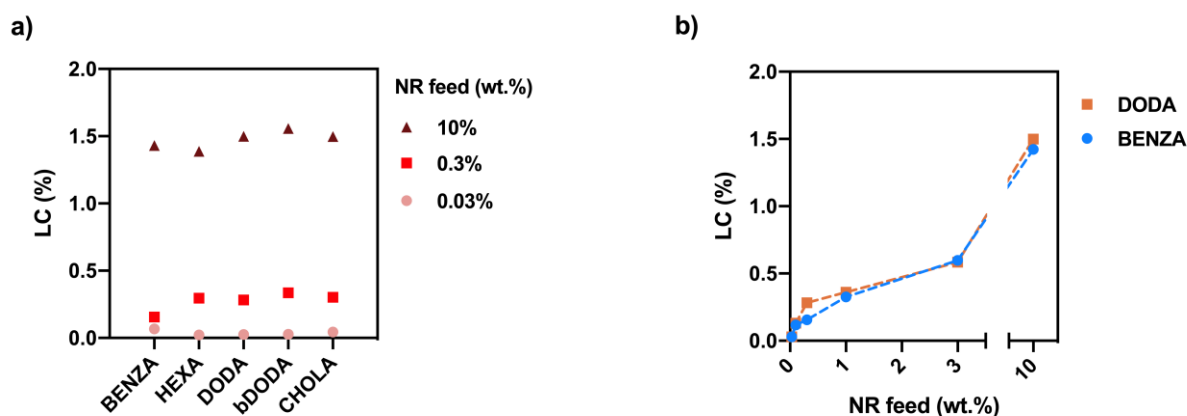 a)
2.0
1.5
1.0
0.5
0.0
LC (%)
BENZA
HEXA
DODA
bDODA
CHOLA
NR feed (wt.%)
10%
0.3%
0.03%
b)
2.0
1.5
1.0
0.5
0.0
LC (%)
0
1
2
3
10
NR feed (wt.%)
DODA
BENZA